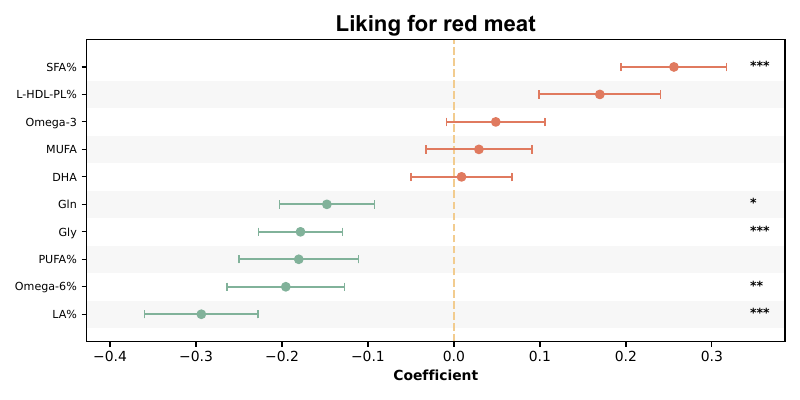 Liking for red meat
SFA% ***
L-HDL-PL%
Omega-3
MUFA
DHA
Gln *
Gly ***
PUFA%
Omega-6% **
LA% ***
−0.4 −0.3 −0.2 −0.1 0.0 0.1 0.2 0.3
Coefficient